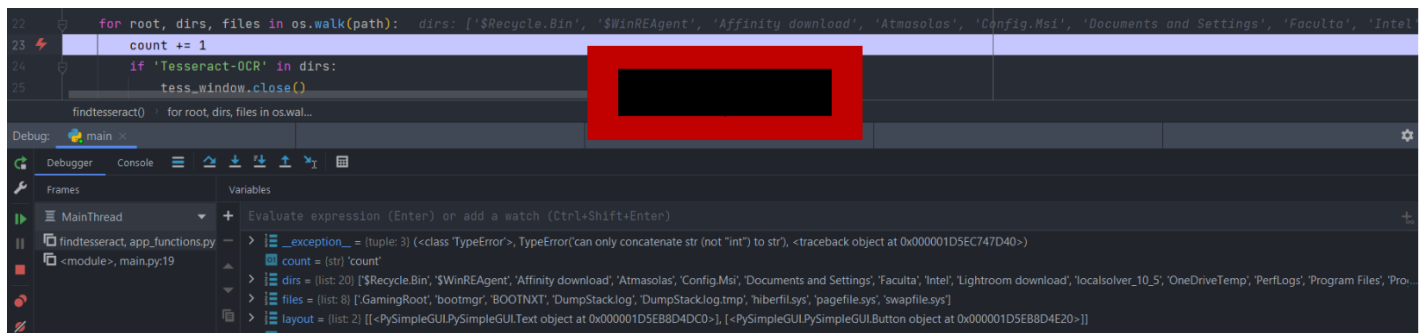 22 for root, dirs, files in os.walk(path): dirs: ['$Recycle.Bin', '$WinREAgent', 'Affinity download', 'Atmasolas', 'Config.Msi', 'Documents and Settings', 'Faculta', 'Intel'
23 count += 1
24 if 'Tesseract-OCR' in dirs:
25 tess_window.close()
findtesseract() › for root, dirs, files in os.wal...
Debug: main ×
Debugger Console
Frames Variables
MainThread Evaluate expression (Enter) or add a watch (Ctrl+Shift+Enter)
findtesseract, app_functions.py > __exception__ = {tuple: 3} (<class 'TypeError'>, TypeError('can only concatenate str (not "int") to str'), <traceback object at 0x000001D5EC747D40>)
<module>, main.py:19 01 count = {str} 'count'
> dirs = {list: 20} ['$Recycle.Bin', '$WinREAgent', 'Affinity download', 'Atmasolas', 'Config.Msi', 'Documents and Settings', 'Faculta', 'Intel', 'Lightroom download', 'localsolver_10_5', 'OneDriveTemp', 'PerfLogs', 'Program Files', 'Pro...
> files = {list: 8} ['.GamingRoot', 'bootmgr', 'BOOTNXT', 'DumpStack.log', 'DumpStack.log.tmp', 'hiberfil.sys', 'pagefile.sys', 'swapfile.sys']
> layout = {list: 2} [[<PySimpleGUI.PySimpleGUI.Text object at 0x000001D5EB8D4DC0>], [<PySimpleGUI.PySimpleGUI.Button object at 0x000001D5EB8D4E20>]]